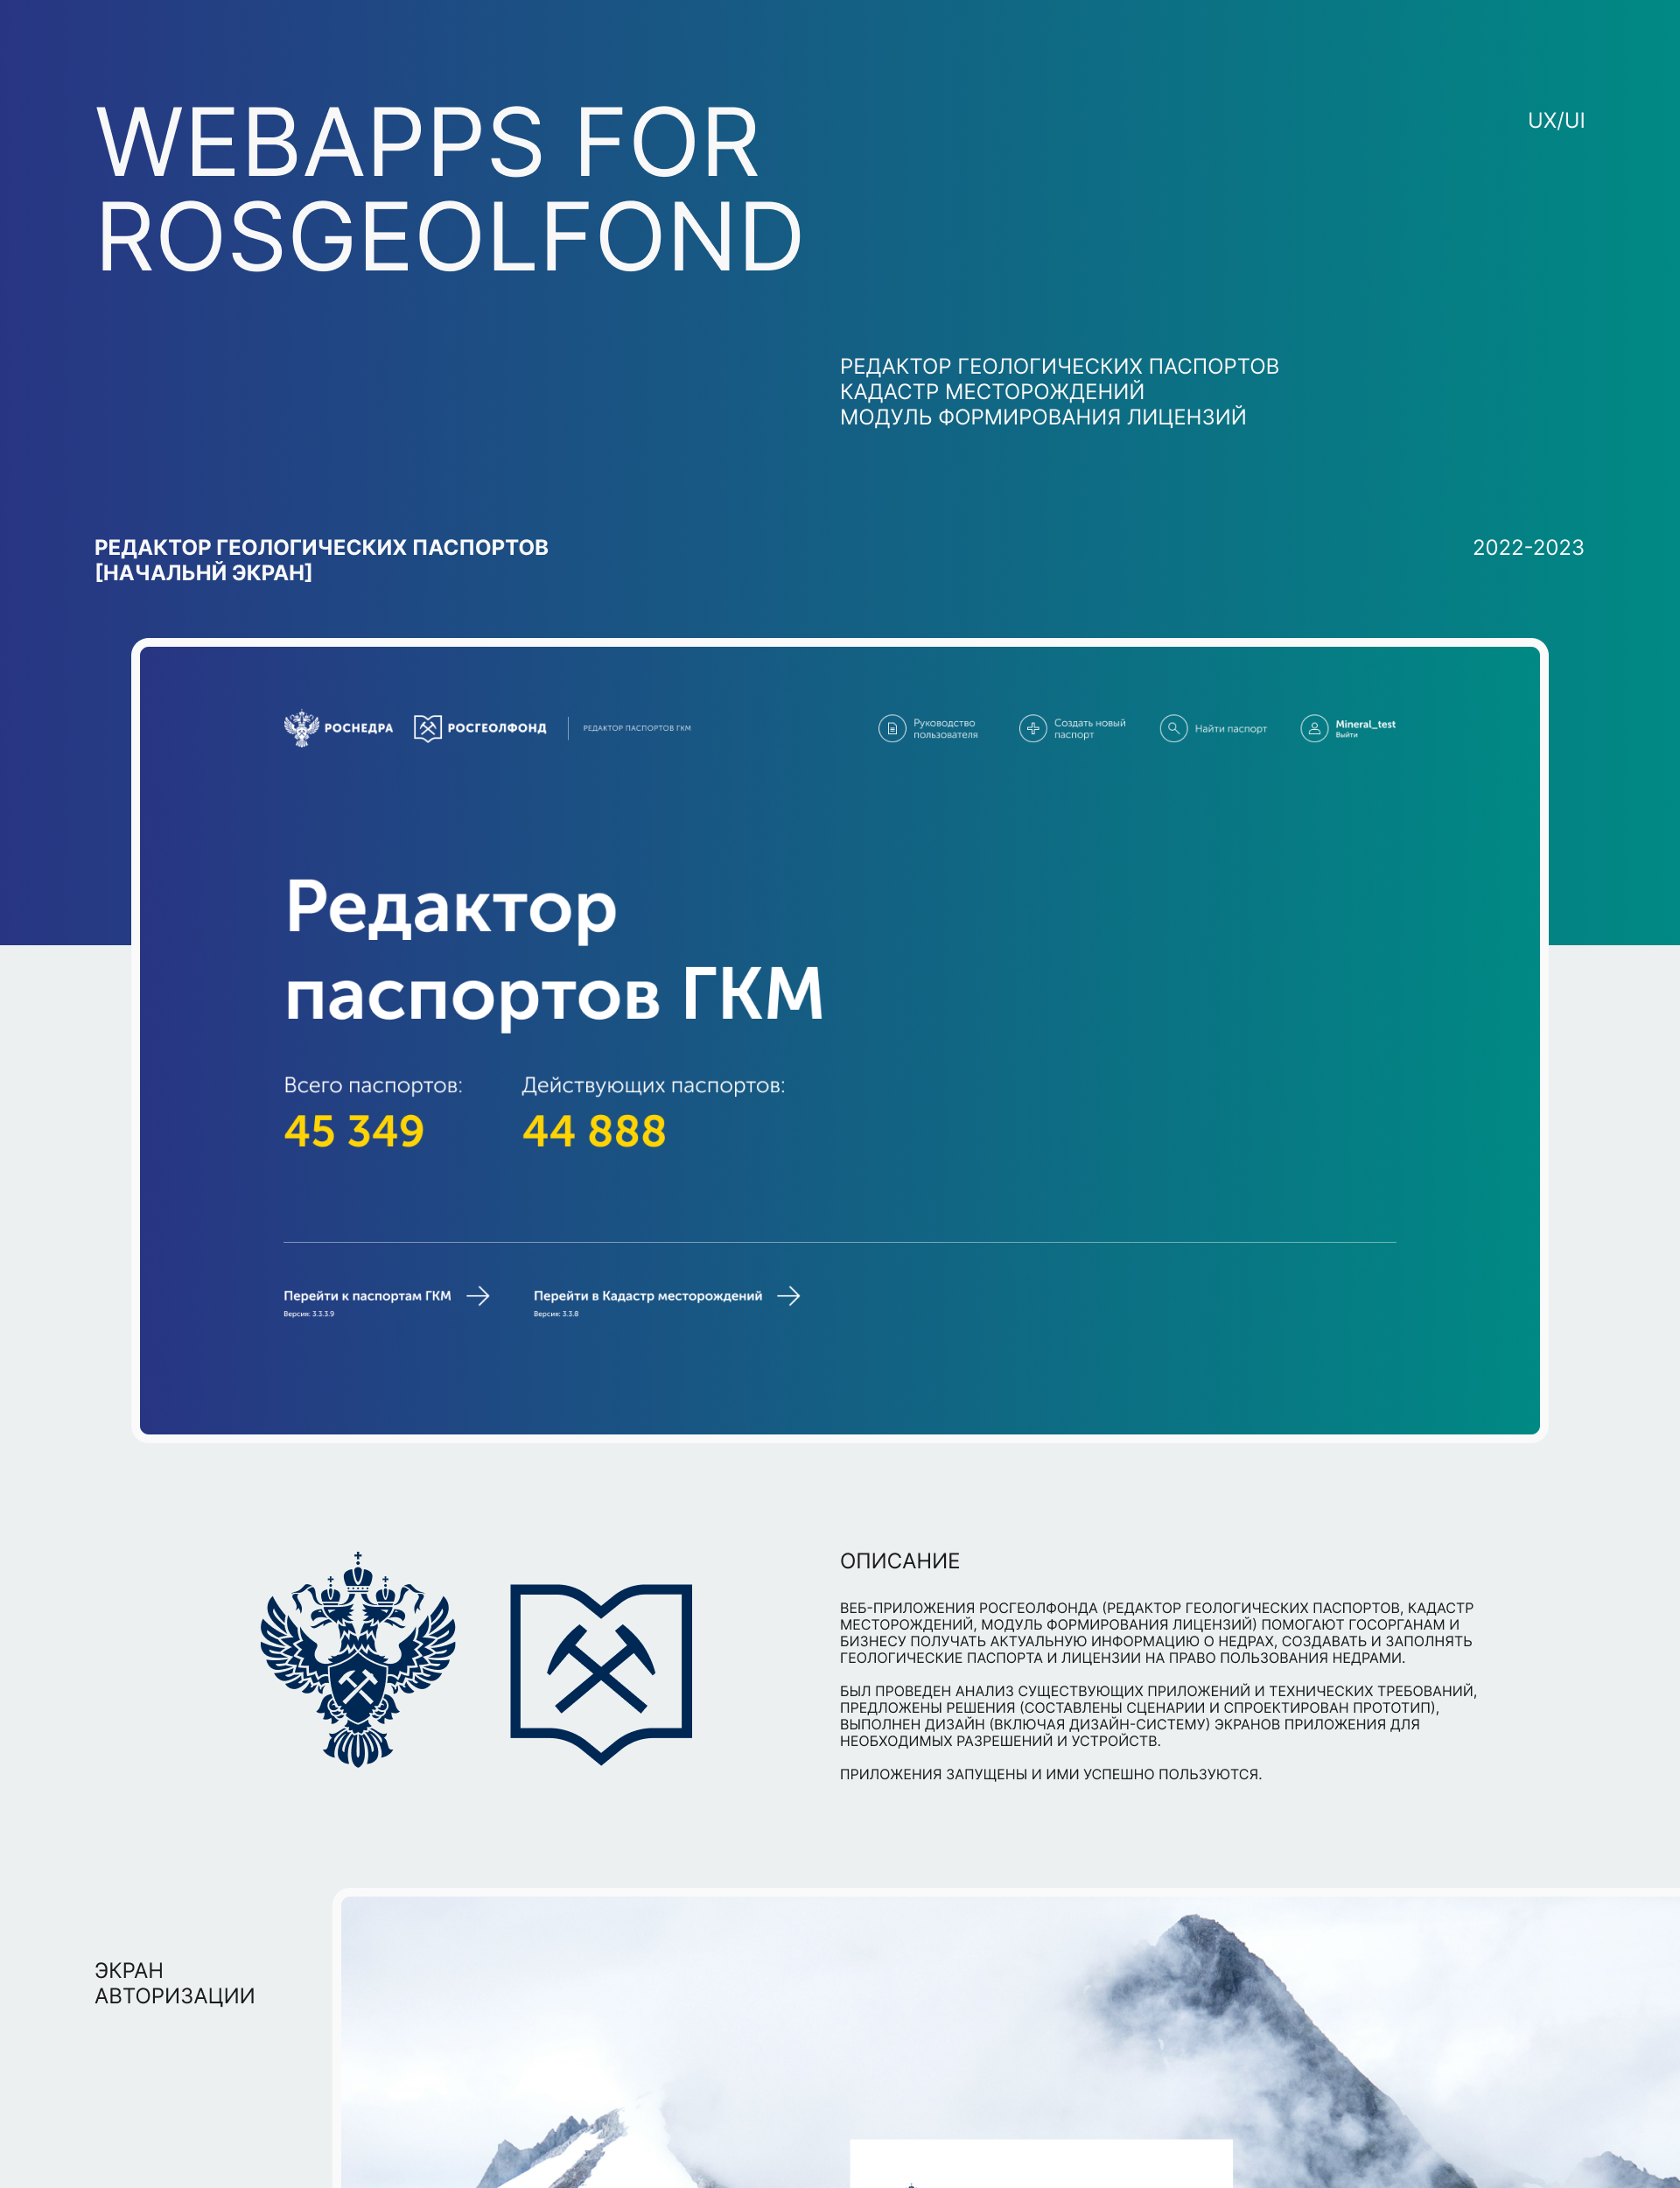 WEBAPPS FOR
ROSGEOLFOND
UX/UI
РЕДАКТОР ГЕОЛОГИЧЕСКИХ ПАСПОРТОВ
КАДАСТР МЕСТОРОЖДЕНИЙ
МОДУЛЬ ФОРМИРОВАНИЯ ЛИЦЕНЗИЙ
РЕДАКТОР ГЕОЛОГИЧЕСКИХ ПАСПОРТОВ
[НАЧАЛЬНЙ ЭКРАН]
2022-2023
РОСНЕДРА
РОСГЕОЛФОНД
РЕДАКТОР ПАСПОРТОВ ГКМ
Руководство
пользователя
Создать новый
паспорт
Найти паспорт
Mineral_test
Выйти
Редактор
паспортов ГКМ
Всего паспортов:
45 349
Действующих паспортов:
44 888
Перейти к паспортам ГКМ
Версия: 3.3.3.9
Перейти в Кадастр месторождений
Версия: 3.3.8
ОПИСАНИЕ
ВЕБ-ПРИЛОЖЕНИЯ РОСГЕОЛФОНДА (РЕДАКТОР ГЕОЛОГИЧЕСКИХ ПАСПОРТОВ, КАДАСТР
МЕСТОРОЖДЕНИЙ, МОДУЛЬ ФОРМИРОВАНИЯ ЛИЦЕНЗИЙ) ПОМОГАЮТ ГОСОРГАНАМ И
БИЗНЕСУ ПОЛУЧАТЬ АКТУАЛЬНУЮ ИНФОРМАЦИЮ О НЕДРАХ, СОЗДАВАТЬ И ЗАПОЛНЯТЬ
ГЕОЛОГИЧЕСКИЕ ПАСПОРТА И ЛИЦЕНЗИИ НА ПРАВО ПОЛЬЗОВАНИЯ НЕДРАМИ.
БЫЛ ПРОВЕДЕН АНАЛИЗ СУЩЕСТВУЮЩИХ ПРИЛОЖЕНИЙ И ТЕХНИЧЕСКИХ ТРЕБОВАНИЙ,
ПРЕДЛОЖЕНЫ РЕШЕНИЯ (СОСТАВЛЕНЫ СЦЕНАРИИ И СПРОЕКТИРОВАН ПРОТОТИП),
ВЫПОЛНЕН ДИЗАЙН (ВКЛЮЧАЯ ДИЗАЙН-СИСТЕМУ) ЭКРАНОВ ПРИЛОЖЕНИЯ ДЛЯ
НЕОБХОДИМЫХ РАЗРЕШЕНИЙ И УСТРОЙСТВ.
ПРИЛОЖЕНИЯ ЗАПУЩЕНЫ И ИМИ УСПЕШНО ПОЛЬЗУЮТСЯ.
ЭКРАН
АВТОРИЗАЦИИ